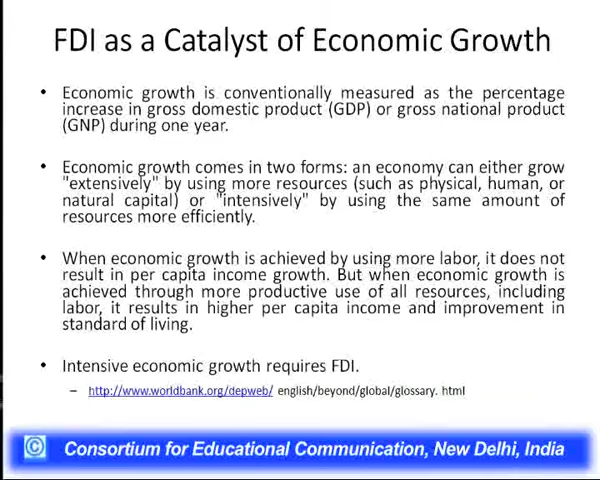 FDI as a Catalyst of Economic Growth
• Economic growth is conventionally measured as the percentage
increase in gross domestic product (GDP) or gross national product
(GNP) during one year.
• Economic growth comes in two forms: an economy can either grow
"extensively" by using more resources (such as physical, human, or
natural capital) or "intensively" by using the same amount of
resources more efficiently.
• When economic growth is achieved by using more labor, it does not
result in per capita income growth. But when economic growth is
achieved through more productive use of all resources, including
labor, it results in higher per capita income and improvement in
standard of living.
• Intensive economic growth requires FDI.
– http://www.worldbank.org/depweb/ english/beyond/global/glossary. html
© Consortium for Educational Communication, New Delhi, India